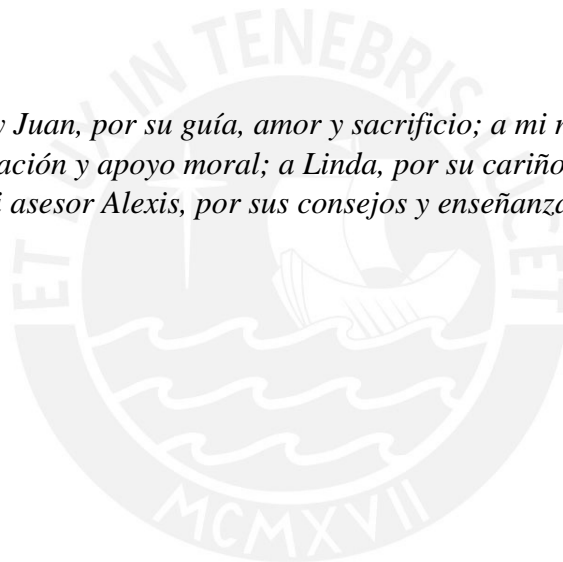 y Juan, por su guía, amor y sacrificio; a mi
ación y apoyo moral; a Linda, por su cariño
asesor Alexis, por sus consejos y
ET LUX IN TENEBRIS LUCET
MCMXVII